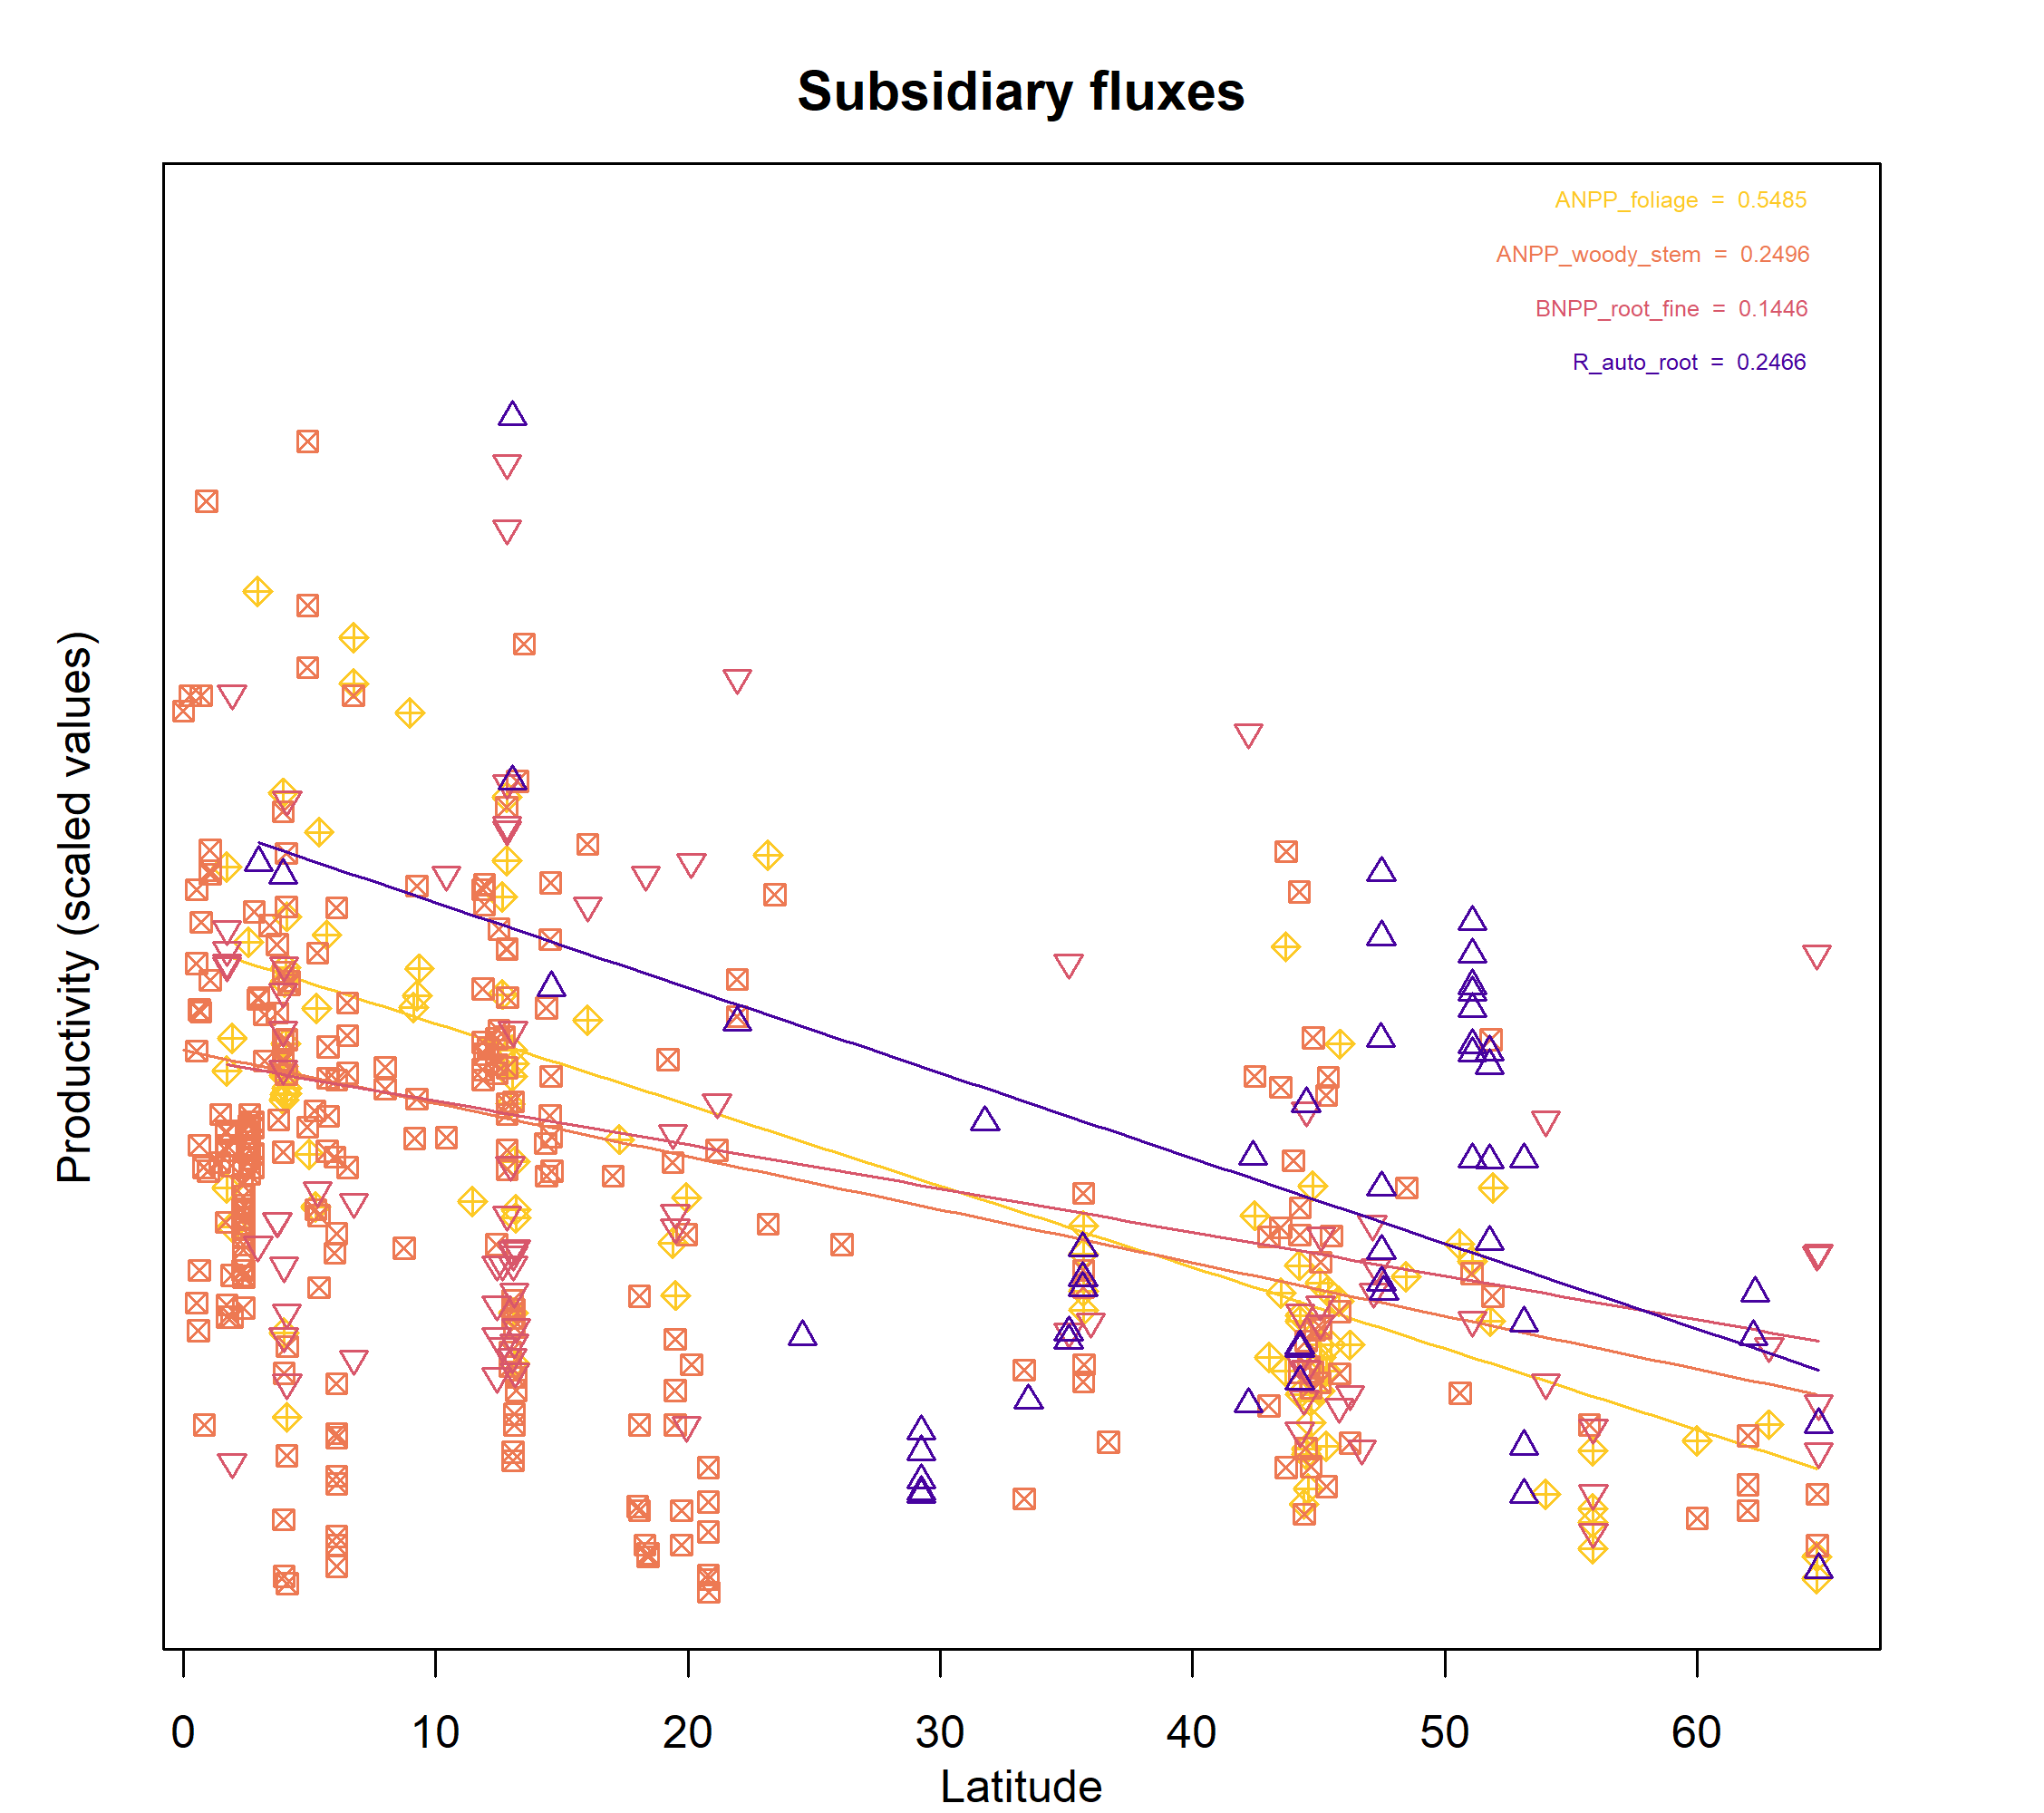 Subsidiary fluxes
ANPP_foliage = 0.5485
ANPP_woody_stem = 0.2496
BNPP_root_fine = 0.1446
R_auto_root = 0.2466
Productivity (scaled values)
0 10 20 30 40 50 60
Latitude